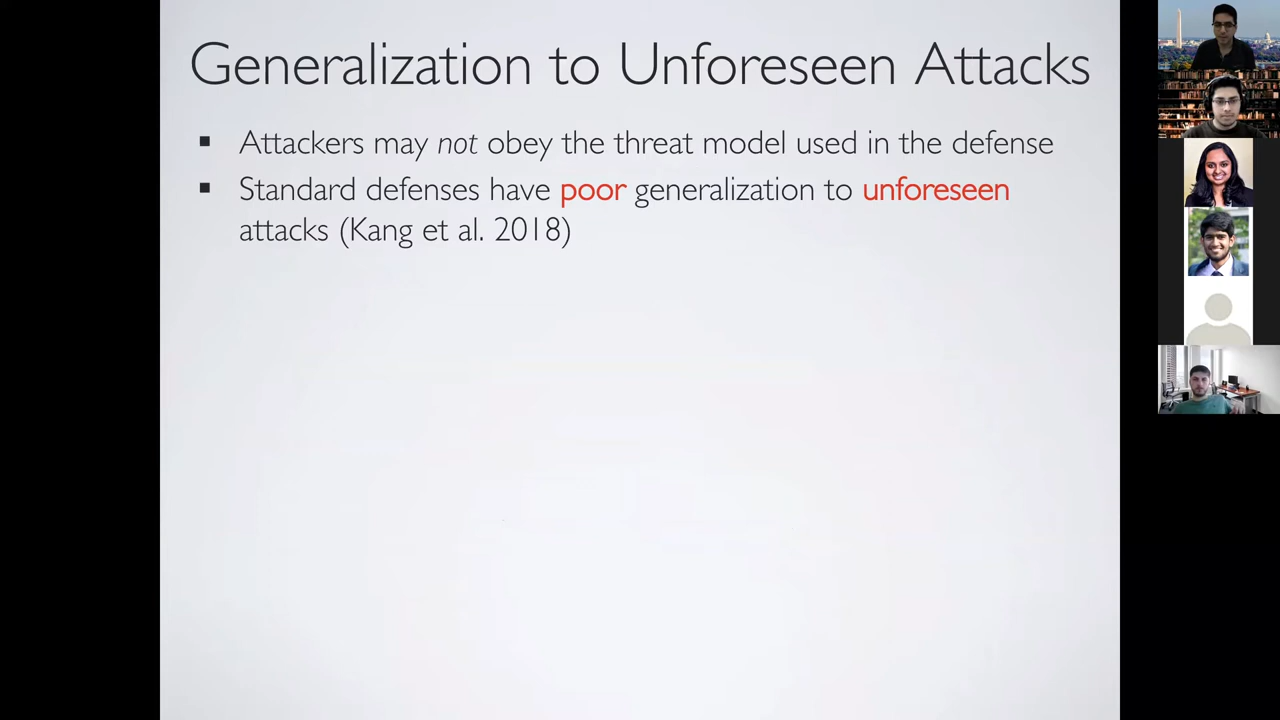 Generalization to Unforeseen Attacks
▪ Attackers may not obey the threat model used in the defense
▪ Standard defenses have poor generalization to unforeseen
attacks (Kang et al. 2018)